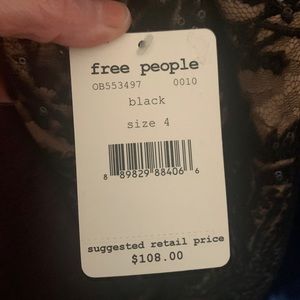 free people
OB553497 0010
black
size 4
8 89829 88406 6
suggested retail price
$108.00